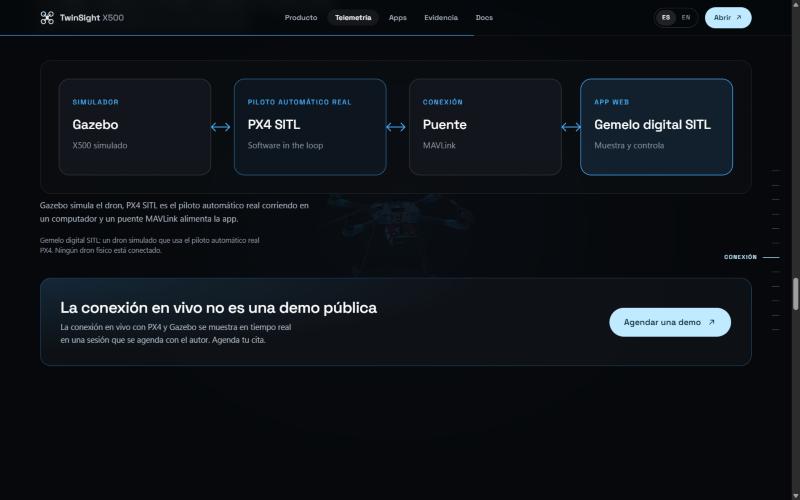 TwinSight X500
Producto
Telemetría
Apps
Evidencia
Docs
ES
EN
Abrir
SIMULADOR
Gazebo
X500 simulado
PILOTO AUTOMÁTICO REAL
PX4 SITL
Software in the loop
CONEXIÓN
Puente
MAVLink
APP WEB
Gemelo digital SITL
Muestra y controla
Gazebo simula el dron, PX4 SITL es el piloto automático real corriendo en
un computador y un puente MAVLink alimenta la app.
Gemelo digital SITL: un dron simulado que usa el piloto automático real
PX4. Ningún dron físico está conectado.
CONEXIÓN
La conexión en vivo no es una demo pública
La conexión en vivo con PX4 y Gazebo se muestra en tiempo real
en una sesión que se agenda con el autor. Agenda tu cita.
Agendar una demo